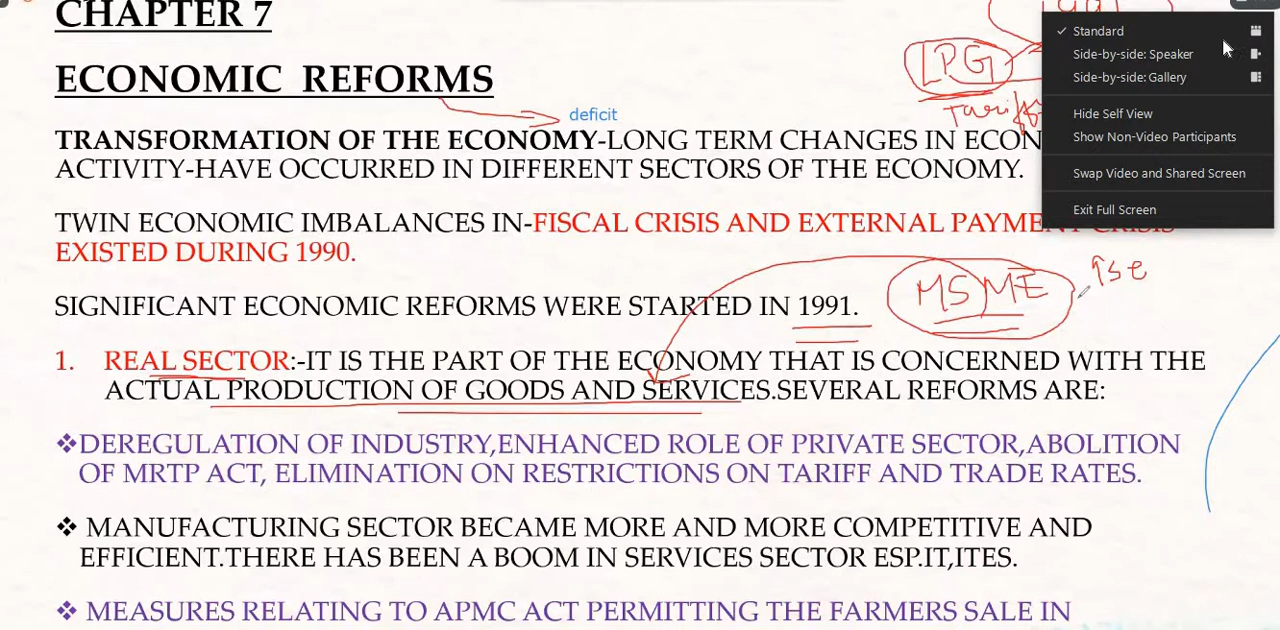 CHAPTER 7
ECONOMIC REFORMS
LPG
Tariff
deficit
TRANSFORMATION OF THE ECONOMY-LONG TERM CHANGES IN ECON
ACTIVITY-HAVE OCCURRED IN DIFFERENT SECTORS OF THE ECONOMY.
TWIN ECONOMIC IMBALANCES IN-FISCAL CRISIS AND EXTERNAL PAYMENT CRISIS
EXISTED DURING 1990.
MSME
SIGNIFICANT ECONOMIC REFORMS WERE STARTED IN 1991.
1. REAL SECTOR:-IT IS THE PART OF THE ECONOMY THAT IS CONCERNED WITH THE
ACTUAL PRODUCTION OF GOODS AND SERVICES.SEVERAL REFORMS ARE:
❖DEREGULATION OF INDUSTRY,ENHANCED ROLE OF PRIVATE SECTOR,ABOLITION
OF MRTP ACT, ELIMINATION ON RESTRICTIONS ON TARIFF AND TRADE RATES.
❖ MANUFACTURING SECTOR BECAME MORE AND MORE COMPETITIVE AND
EFFICIENT.THERE HAS BEEN A BOOM IN SERVICES SECTOR ESP.IT,ITES.
❖ MEASURES RELATING TO APMC ACT PERMITTING THE FARMERS SALE IN
✓ Standard
Side-by-side: Speaker
Side-by-side: Gallery
Hide Self View
Show Non-Video Participants
Swap Video and Shared Screen
Exit Full Screen